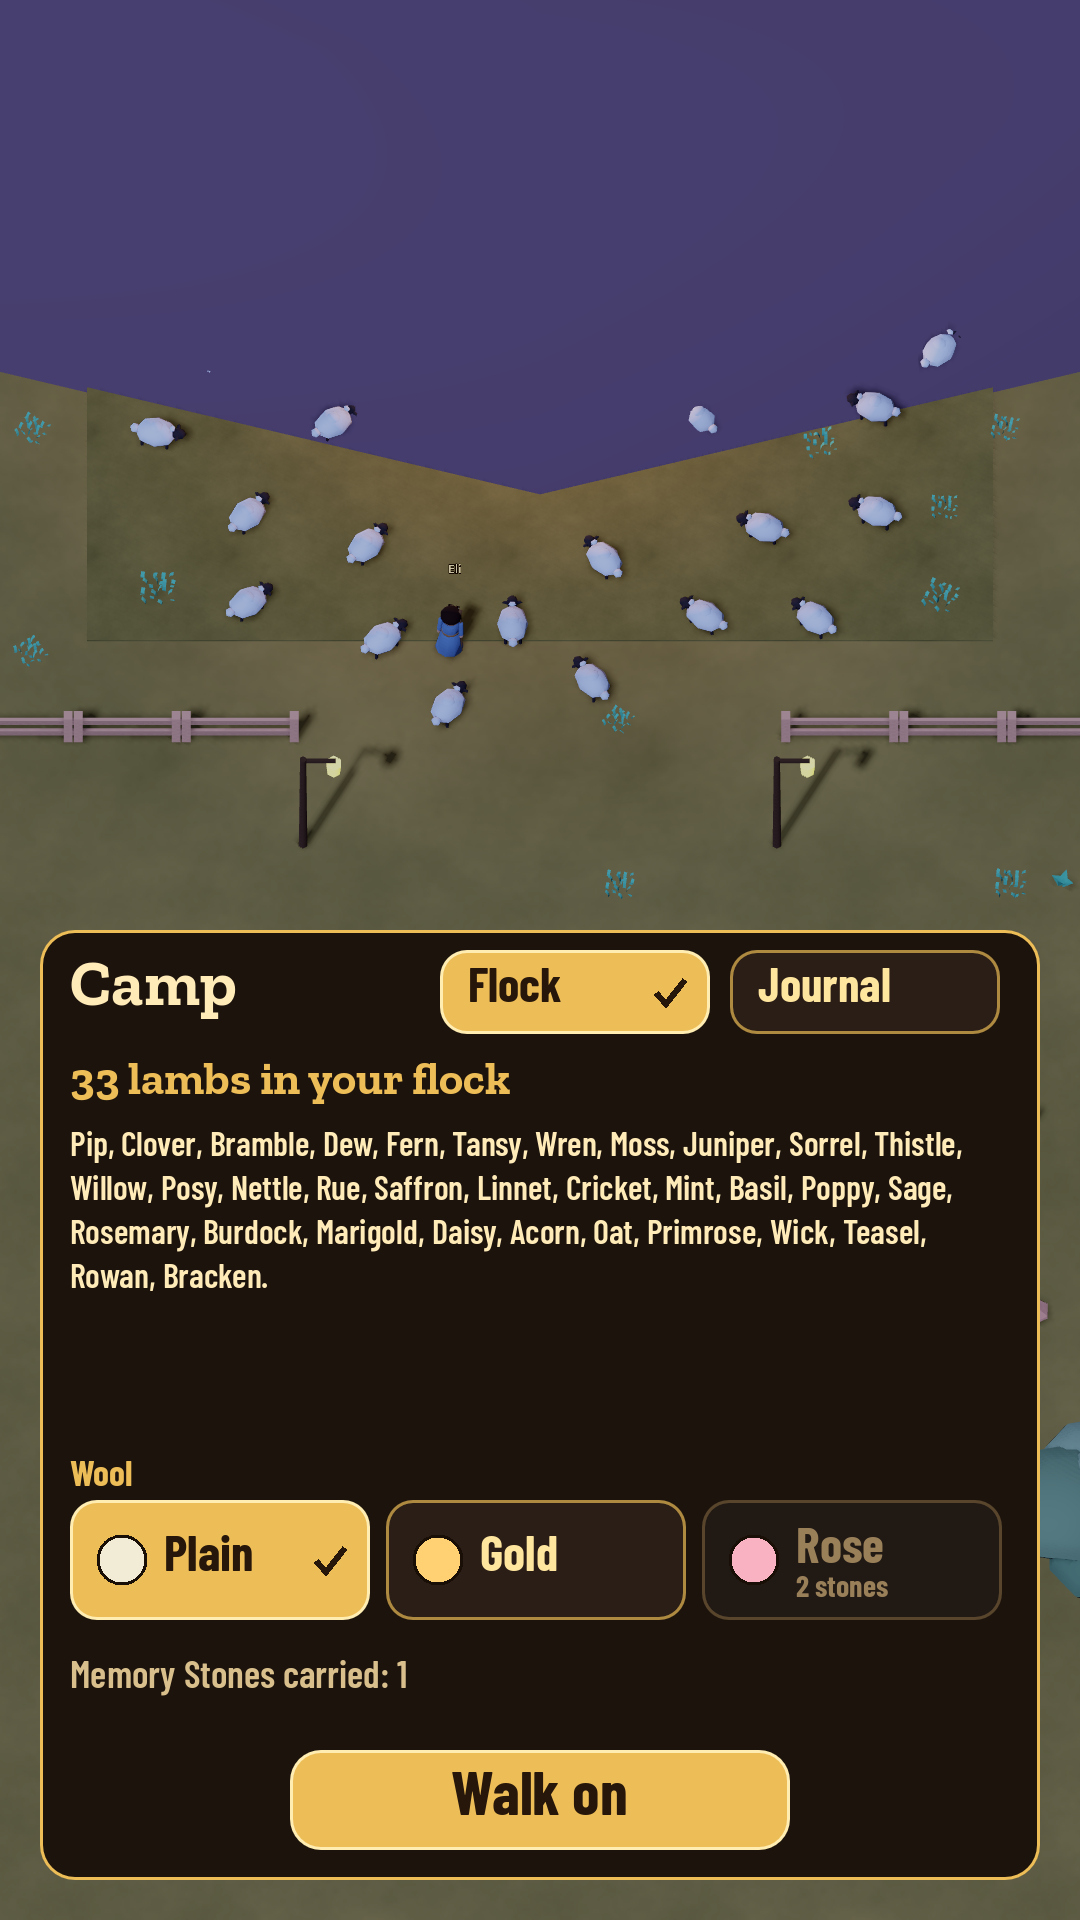 Eli
Camp
Flock
Journal
33 lambs in your flock
Pip, Clover, Bramble, Dew, Fern, Tansy, Wren, Moss, Juniper, Sorrel, Thistle,
Willow, Posy, Nettle, Rue, Saffron, Linnet, Cricket, Mint, Basil, Poppy, Sage,
Rosemary, Burdock, Marigold, Daisy, Acorn, Oat, Primrose, Wick, Teasel,
Rowan, Bracken.
Wool
Plain
Gold
Rose
2 stones
Memory Stones carried: 1
Walk on